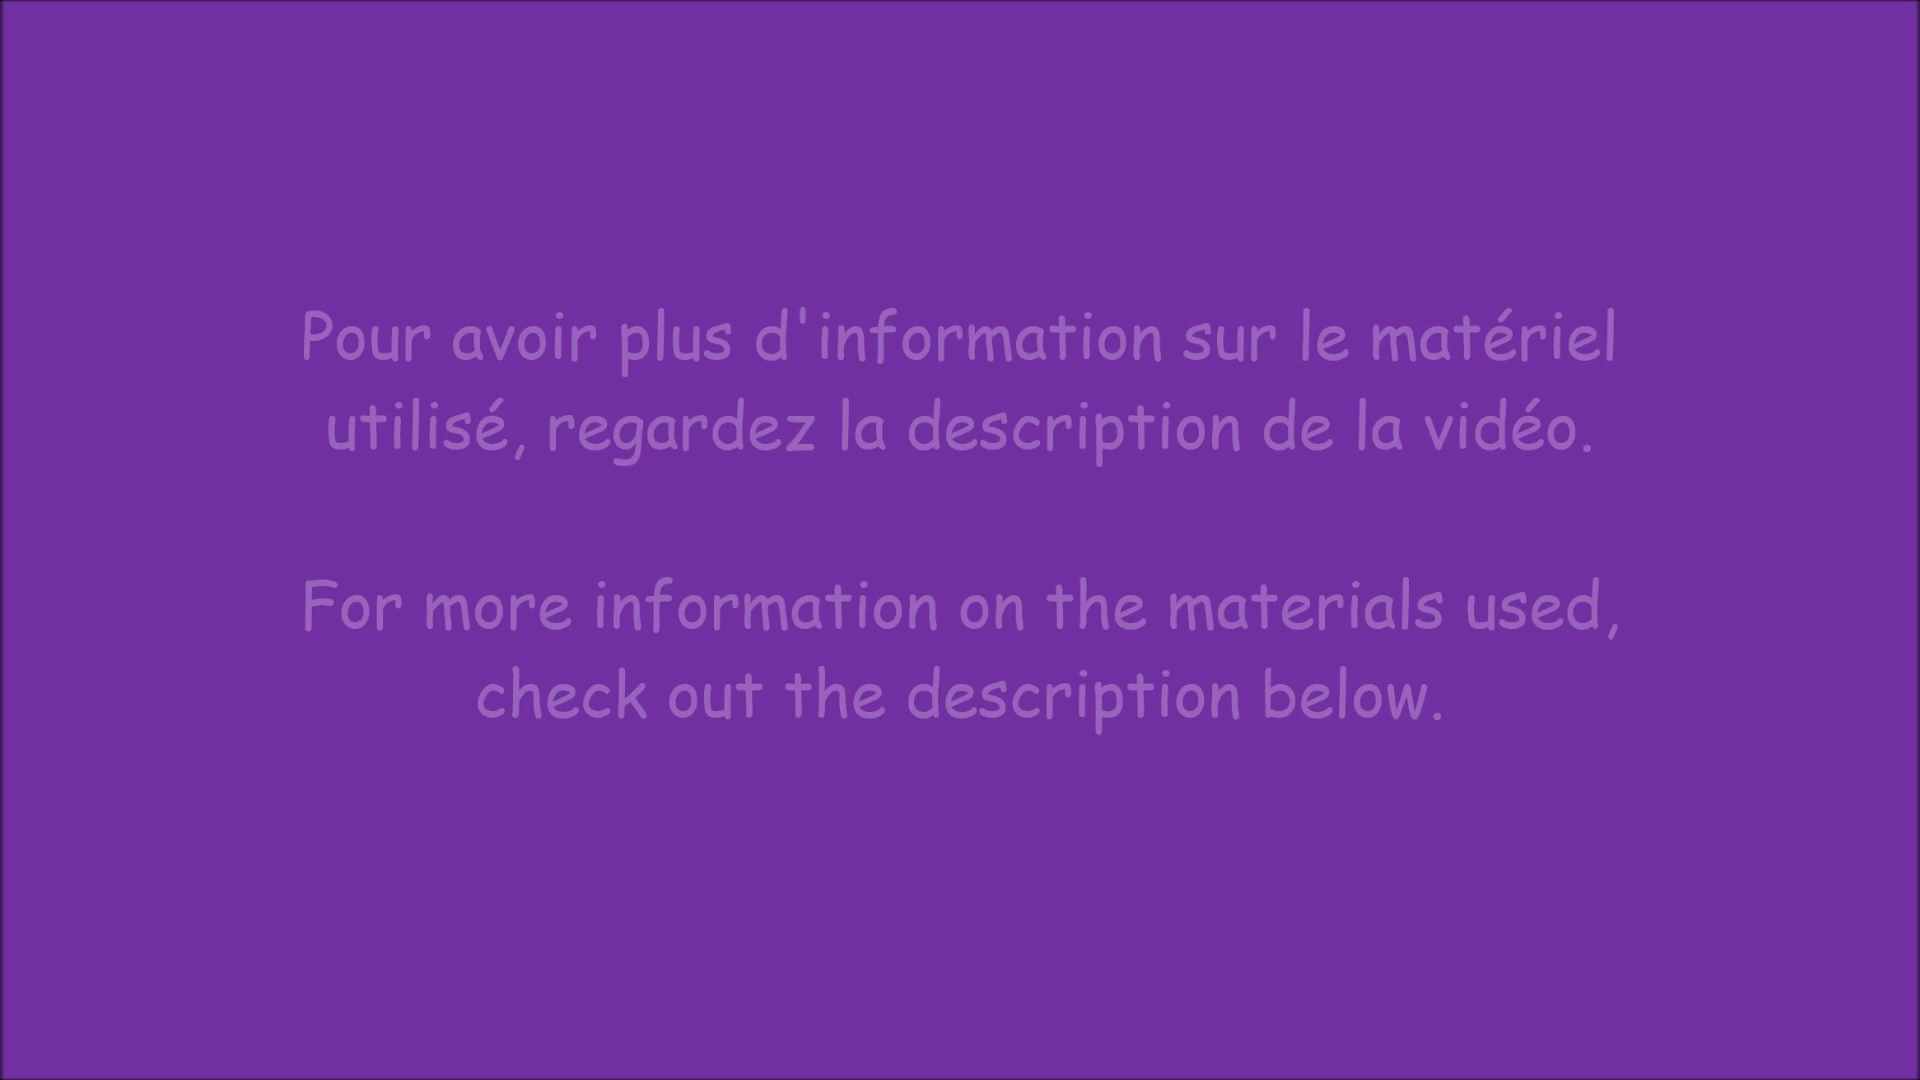 Pour avoir plus d'information sur le matériel
utilisé, regardez la description de la vidéo.
For more information on the materials used,
check out the description below.